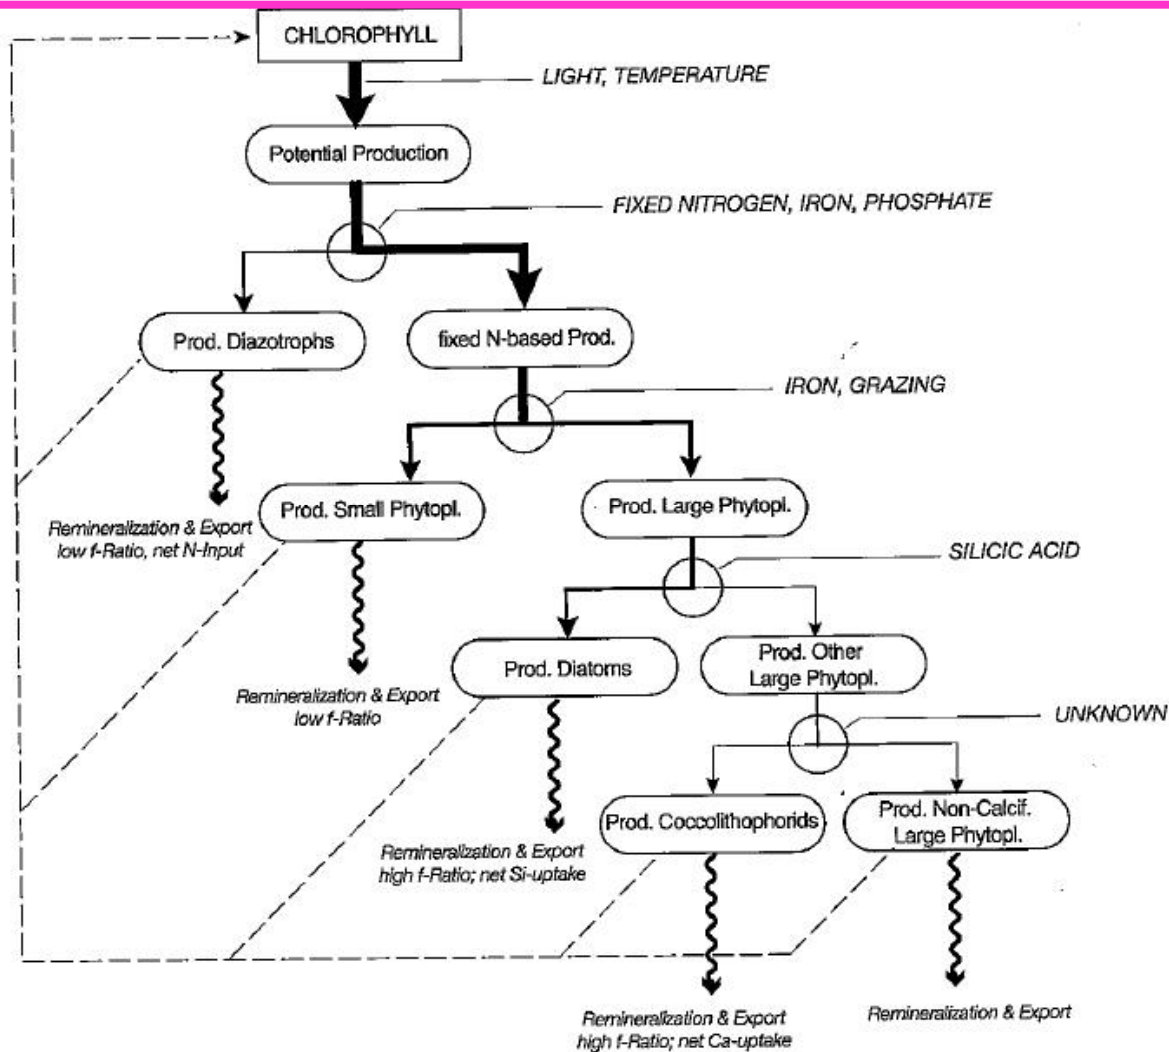 CHLOROPHYLL
LIGHT, TEMPERATURE
Potential Production
FIXED NITROGEN, IRON, PHOSPHATE
Prod. Diazotrophs
fixed N-based Prod.
IRON, GRAZING
Prod. Small Phytopl.
Prod. Large Phytopl.
Remineralization & Export
low f-Ratio, net N-Input
SILICIC ACID
Prod. Diatoms
Prod. Other
Large Phytopl.
Remineralization & Export
low f-Ratio
UNKNOWN
Prod. Coccolithophorids
Prod. Non-Calcif.
Large Phytopl.
Remineralization & Export
high f-Ratio; net Si-uptake
Remineralization & Export
high f-Ratio; net Ca-uptake
Remineralization & Export